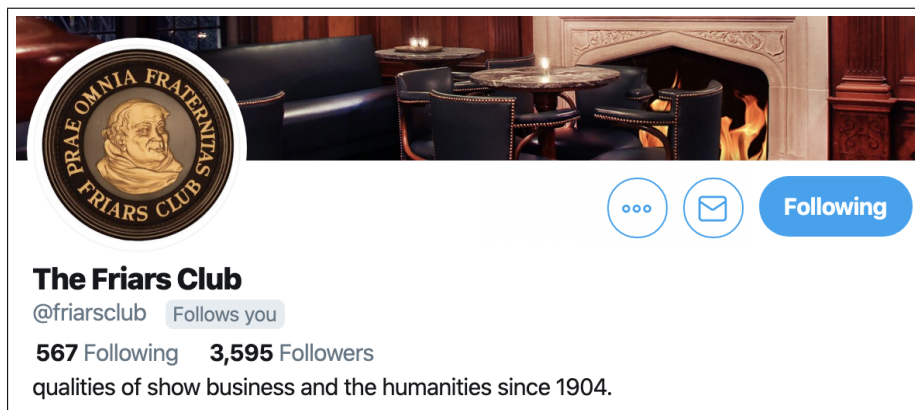 PRAE OMNIA FRATERNITAS
FRIARS CLUB
Following
The Friars Club
@friarsclub Follows you
567 Following 3,595 Followers
qualities of show business and the humanities since 1904.